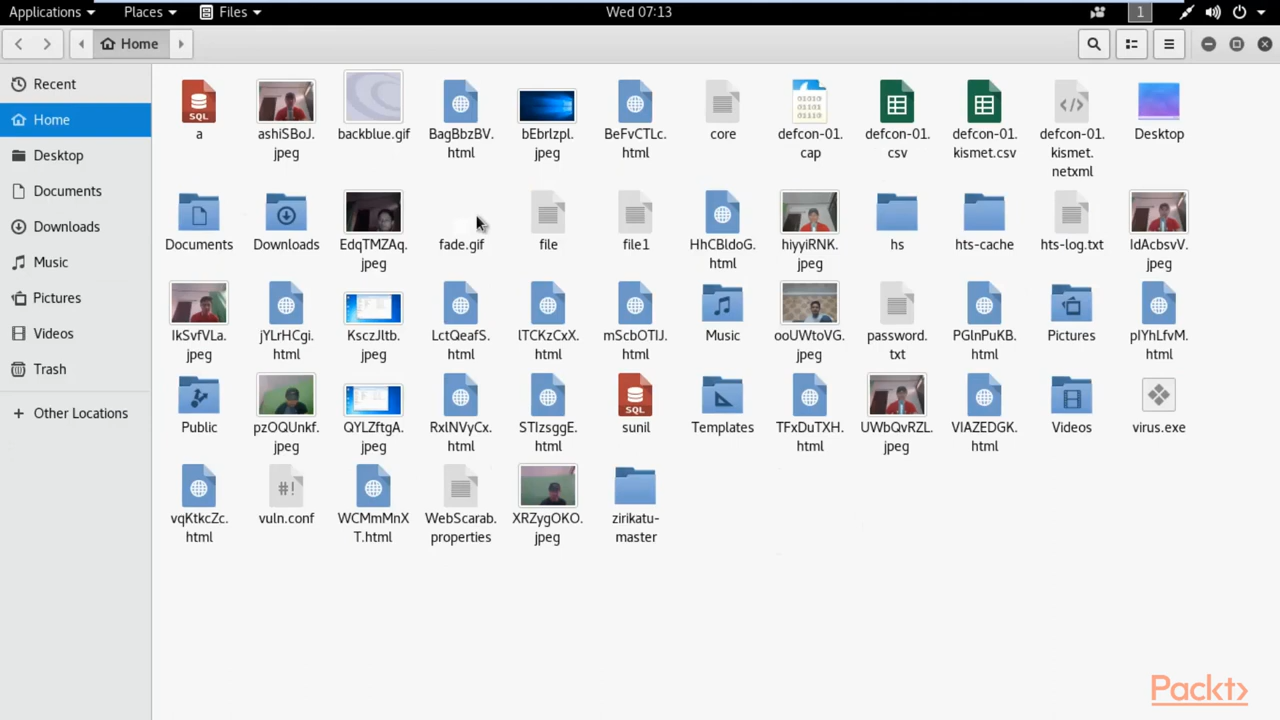 Applications Places Files Wed 07:13 1
Home
Recent
Home
Desktop
Documents
Downloads
Music
Pictures
Videos
Trash
+ Other Locations
SQL 01010 01110
a ashiSBoJ. backblue.gif BagBbzBV. bEbrlzpl. BeFvCTLc. core defcon-01. defcon-01. defcon-01. defcon-01. Desktop
jpeg html jpeg html cap csv kismet.csv kismet.
netxml
Documents Downloads EdqTMZAq. fade.gif file file1 HhCBldoG. hiyyiRNK. hs hts-cache hts-log.txt IdAcbsvV.
jpeg html jpeg jpeg
IkSvfVLa. jYLrHCgi. KsczJltb. LctQeafS. lTCKzCxX. mScbOTlJ. Music ooUWtoVG. password. PGlnPuKB. Pictures pIYhLfvM.
jpeg html jpeg html html html jpeg txt html html
SQL
Public pzOQUnkf. QYLZftgA. RxlNVyCx. STIzsggE. sunil Templates TFxDuTXH. UWbQvRZL. VIAZEDGK. Videos virus.exe
jpeg jpeg html html html jpeg html
#!
vqKtkcZc. vuln.conf WCMmMnX WebScarab. XRZygOKO. zirikatu-
html T.html properties jpeg master
Packt>